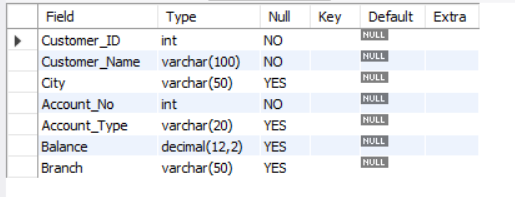 Field Type Null Key Default Extra
Customer_ID int NO NULL
Customer_Name varchar(100) NO NULL
City varchar(50) YES NULL
Account_No int NO NULL
Account_Type varchar(20) YES NULL
Balance decimal(12,2) YES NULL
Branch varchar(50) YES NULL